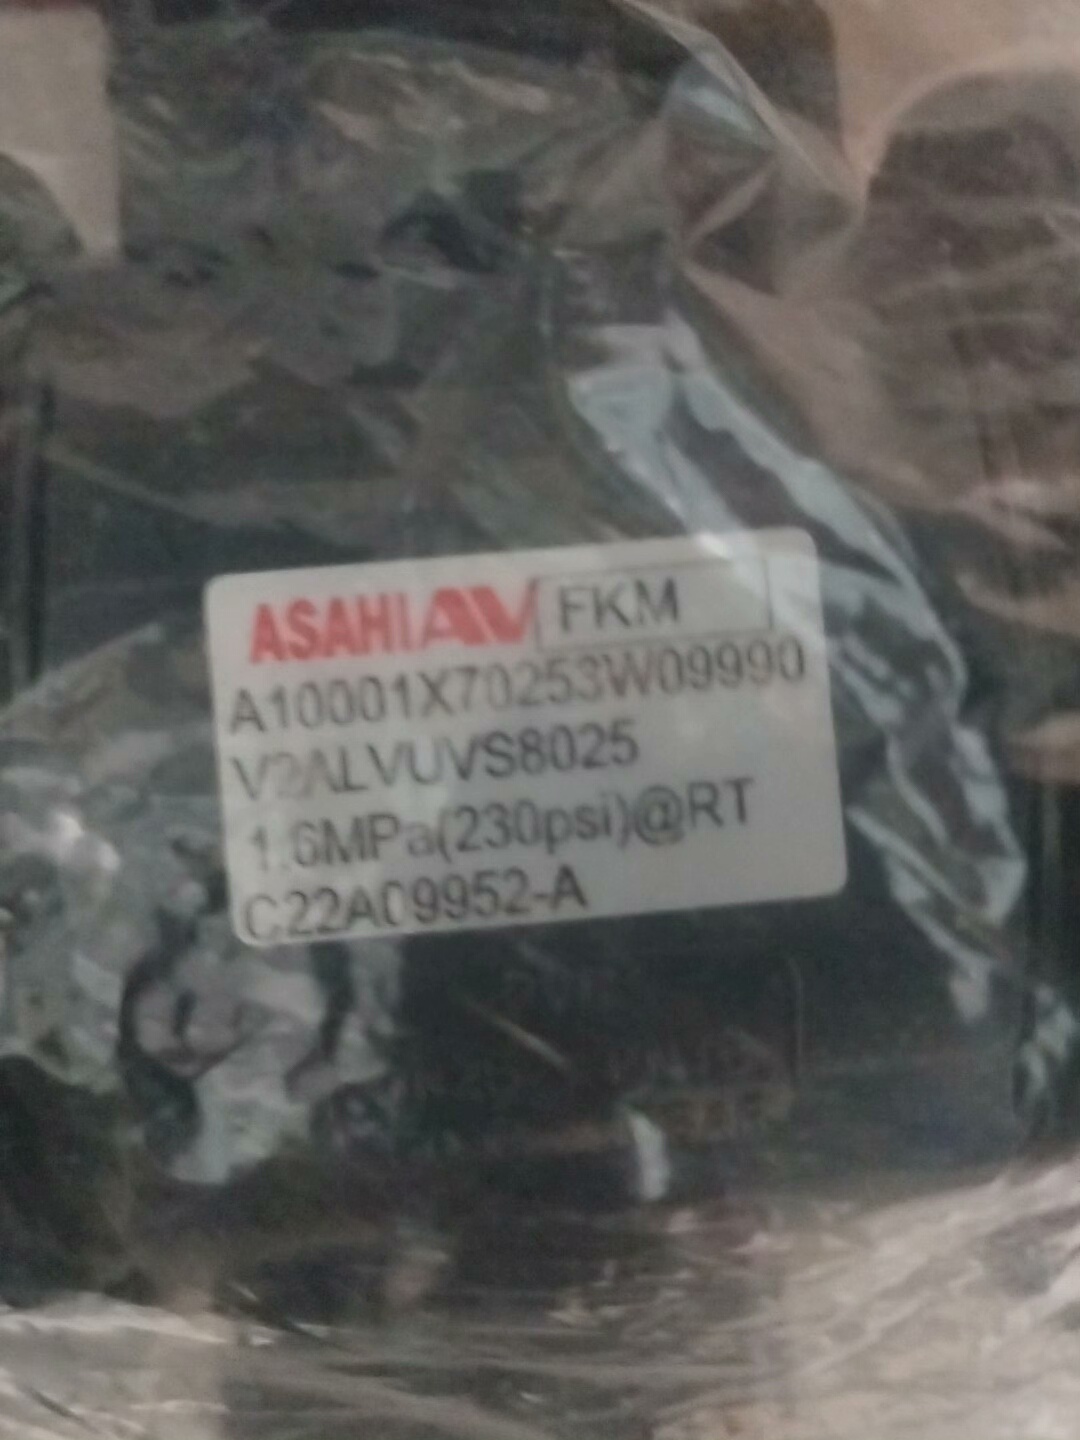 ASAHI AV FKM
A10001X70253W09990
V2ALVUVS8025
1.6MPa(230psi)@RT
C22A09952-A